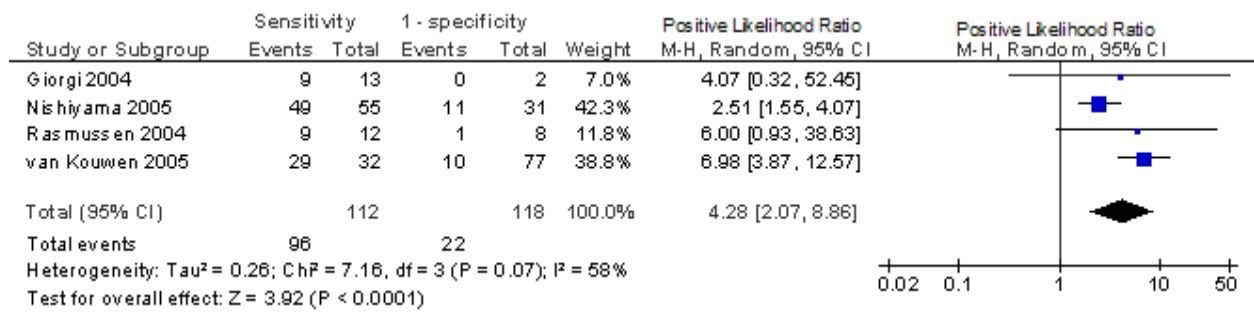 Sensitivity 1 - specificity Positive Likelihood Ratio Positive Likelihood Ratio
Study or Subgroup Events Total Events Total Weight M-H, Random, 95% CI M-H, Random, 95% CI
Giorgi 2004 9 13 0 2 7.0% 4.07 [0.32, 52.45]
Nishiyama 2005 49 55 11 31 42.3% 2.51 [1.55, 4.07]
Rasmussen 2004 9 12 1 8 11.8% 6.00 [0.93, 38.63]
van Kouwen 2005 29 32 10 77 38.8% 6.98 [3.87, 12.57]
Total (95% CI) 112 118 100.0% 4.28 [2.07, 8.86]
Total events 96 22
Heterogeneity: Tau² = 0.26; Chi² = 7.16, df = 3 (P = 0.07); I² = 58%
Test for overall effect: Z = 3.92 (P < 0.0001)
0.02 0.1 1 10 50